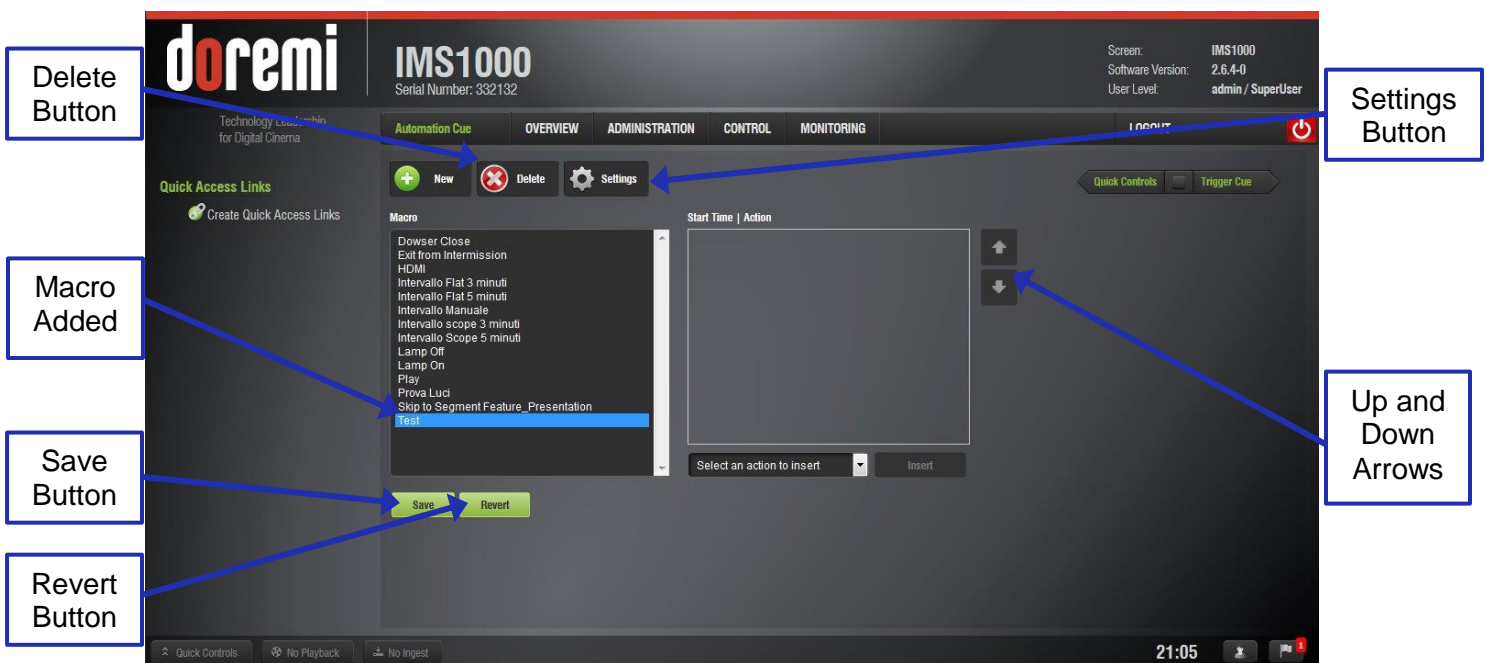 Delete
Button
Macro
Added
Save
Button
Revert
Button
doremi
Technology Leadership
for Digital Cinema
Quick Access Links
Create Quick Access Links
IMS1000
Serial Number: 332132
Screen: IMS1000
Software Version: 2.6.4-0
User Level: admin / SuperUser
Automation Cue OVERVIEW ADMINISTRATION CONTROL MONITORING LOGOUT
New Delete Settings
Quick Controls Trigger Cue
Macro
Dowser Close
Exit from Intermission
HDMI
Intervallo Flat 3 minuti
Intervallo Flat 5 minuti
Intervallo Manuale
Intervallo scope 3 minuti
Intervallo Scope 5 minuti
Lamp Off
Lamp On
Play
Prova Luci
Skip to Segment Feature_Presentation
Test
Start Time | Action
Select an action to insert Insert
Save Revert
Quick Controls No Playback No Ingest
21:05 1
Settings
Button
Up and
Down
Arrows